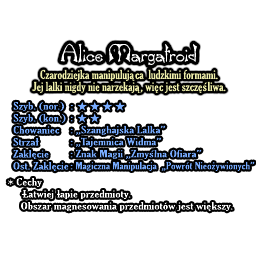 Alice Margatroid
Czarodziejka manipulująca ludzkimi formami.
Jej lalki nigdy nie narzekają, więc jest szczęśliwa.
Szyb. (nor.) : ★★★★
Szyb. (kon.) : ★★
Chowaniec : „Szanghajska Lalka”
Strzał : „Tajemnica Widma”
Zaklęcie : Znak Magii „Zmyślna Ofiara”
Ost. Zaklęcie : Magiczna Manipulacja „Powrót Nieożywionych”
* Cechy
Łatwiej łapie przedmioty.
Obszar magnesowania przedmiotów jest większy.